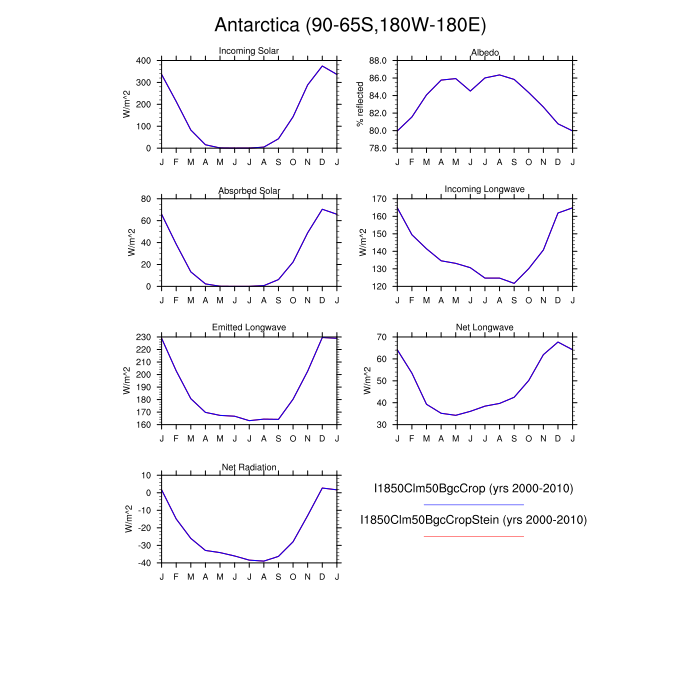 Antarctica (90-65S,180W-180E)
Incoming Solar
W/m^2
400
300
200
100
0
J F M A M J J A S O N D J
Albedo
% reflected
88.0
86.0
84.0
82.0
80.0
78.0
J F M A M J J A S O N D J
Absorbed Solar
W/m^2
80
60
40
20
0
J F M A M J J A S O N D J
Incoming Longwave
W/m^2
170
160
150
140
130
120
J F M A M J J A S O N D J
Emitted Longwave
W/m^2
230
220
210
200
190
180
170
160
J F M A M J J A S O N D J
Net Longwave
W/m^2
70
60
50
40
30
J F M A M J J A S O N D J
Net Radiation
W/m^2
10
0
-10
-20
-30
-40
J F M A M J J A S O N D J
I1850Clm50BgcCrop (yrs 2000-2010)
I1850Clm50BgcCropStein (yrs 2000-2010)